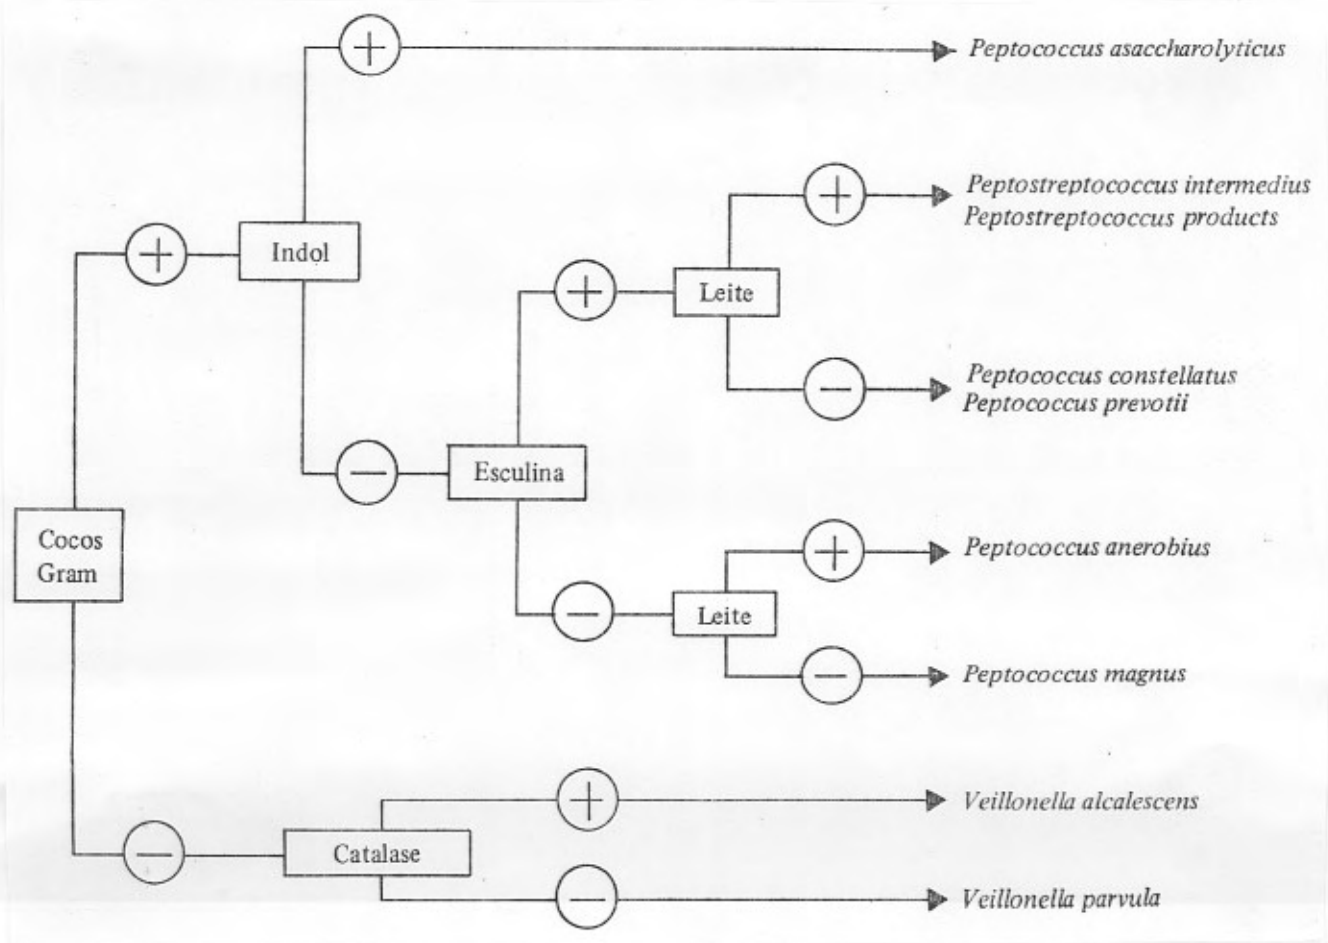 Peptococcus asaccharolyticus
+
Peptostreptococcus intermedius
Peptostreptococcus products
+
+
Indol
+
Leite
Peptococcus constellatus
Peptococcus prevotii
−
−
Esculina
Cocos
Gram
+
Peptococcus anerobius
−
Leite
−
Peptococcus magnus
+
Veillonella alcalescens
−
Catalase
−
Veillonella parvula